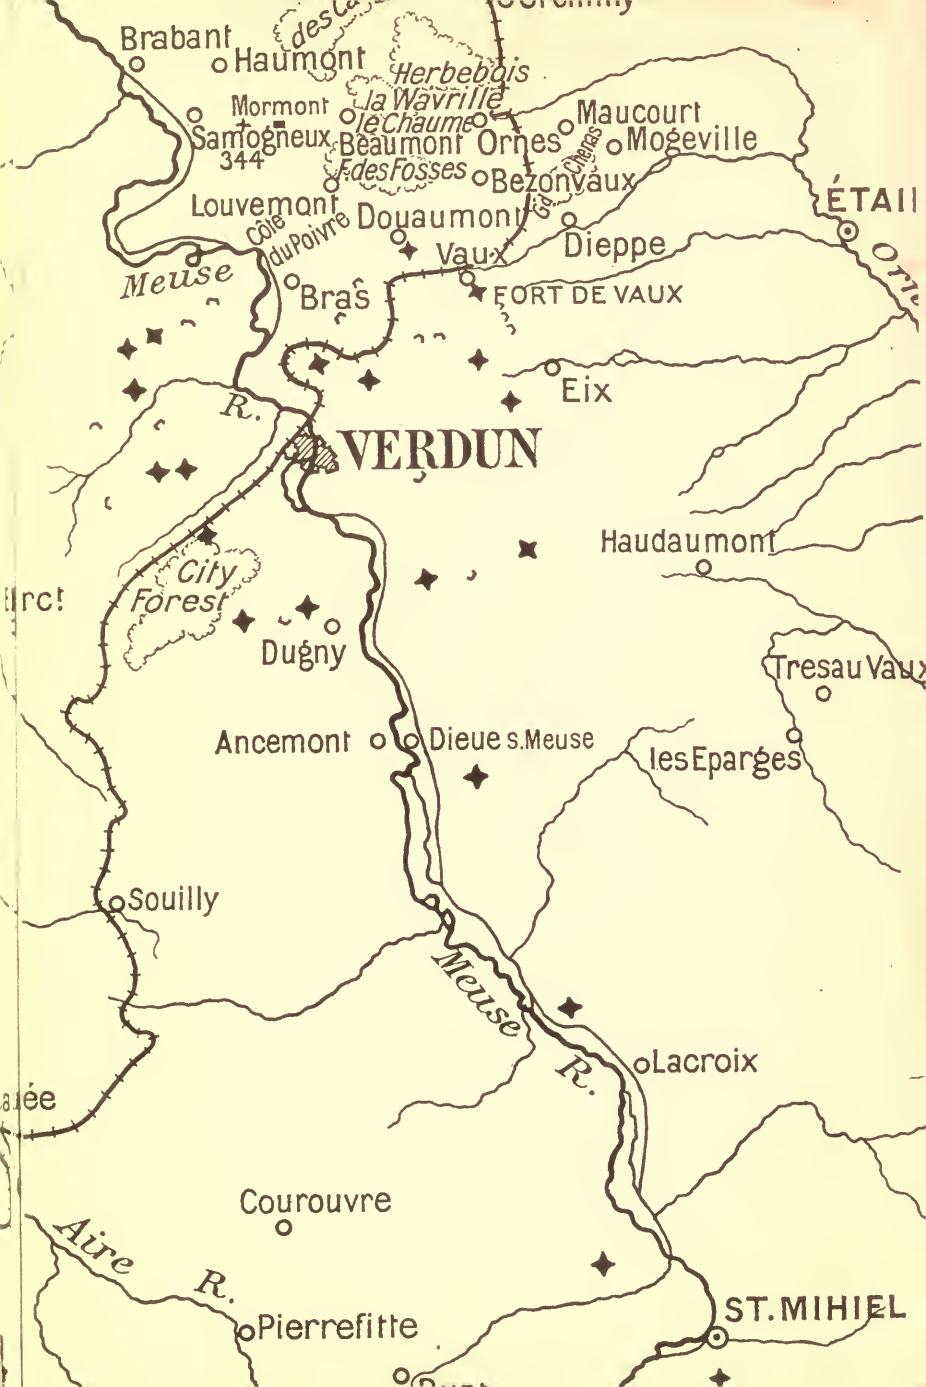 Brabant
Haumont
Herbebois
la Wavrille
Mormont
le Chaume
Maucourt
Samogneux
Beaumont
Ornes
Chenas
Mogeville
344
F. des Fosses
Bezonvaux
Louvemont
Côte
du Poivre
Douaumont
ÉTAI
Vaux
Dieppe
Meuse
Bras
FORT DE VAUX
R.
Eix
VERDUN
Haudaumont
City
Forest
Dugny
Tresau Vaux
Ancemont
Dieue s. Meuse
les Eparges
Souilly
Meuse
R.
Lacroix
Courouvre
Aire
R.
Pierrefitte
ST. MIHIEL